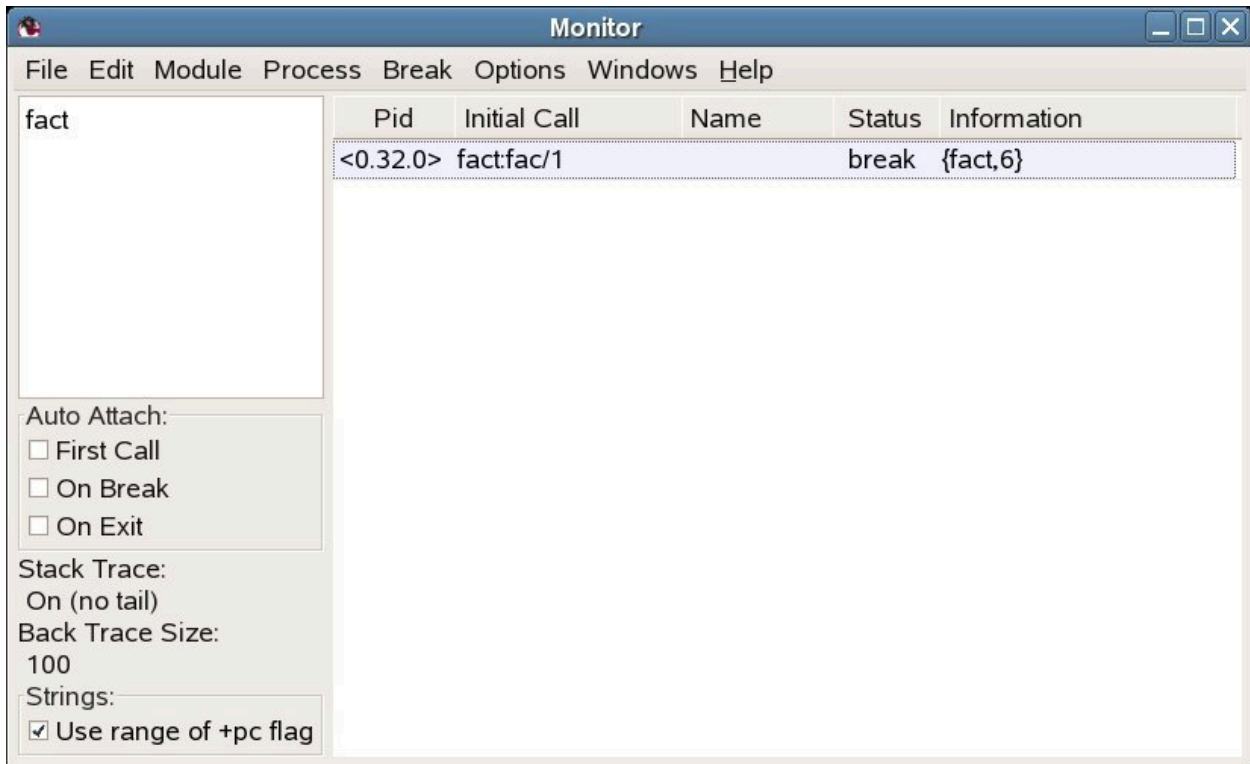 Monitor
File Edit Module Process Break Options Windows Help
fact
Pid Initial Call Name Status Information
<0.32.0> fact:fac/1 break {fact,6}
Auto Attach:
First Call
On Break
On Exit
Stack Trace:
On (no tail)
Back Trace Size:
100
Strings:
Use range of +pc flag